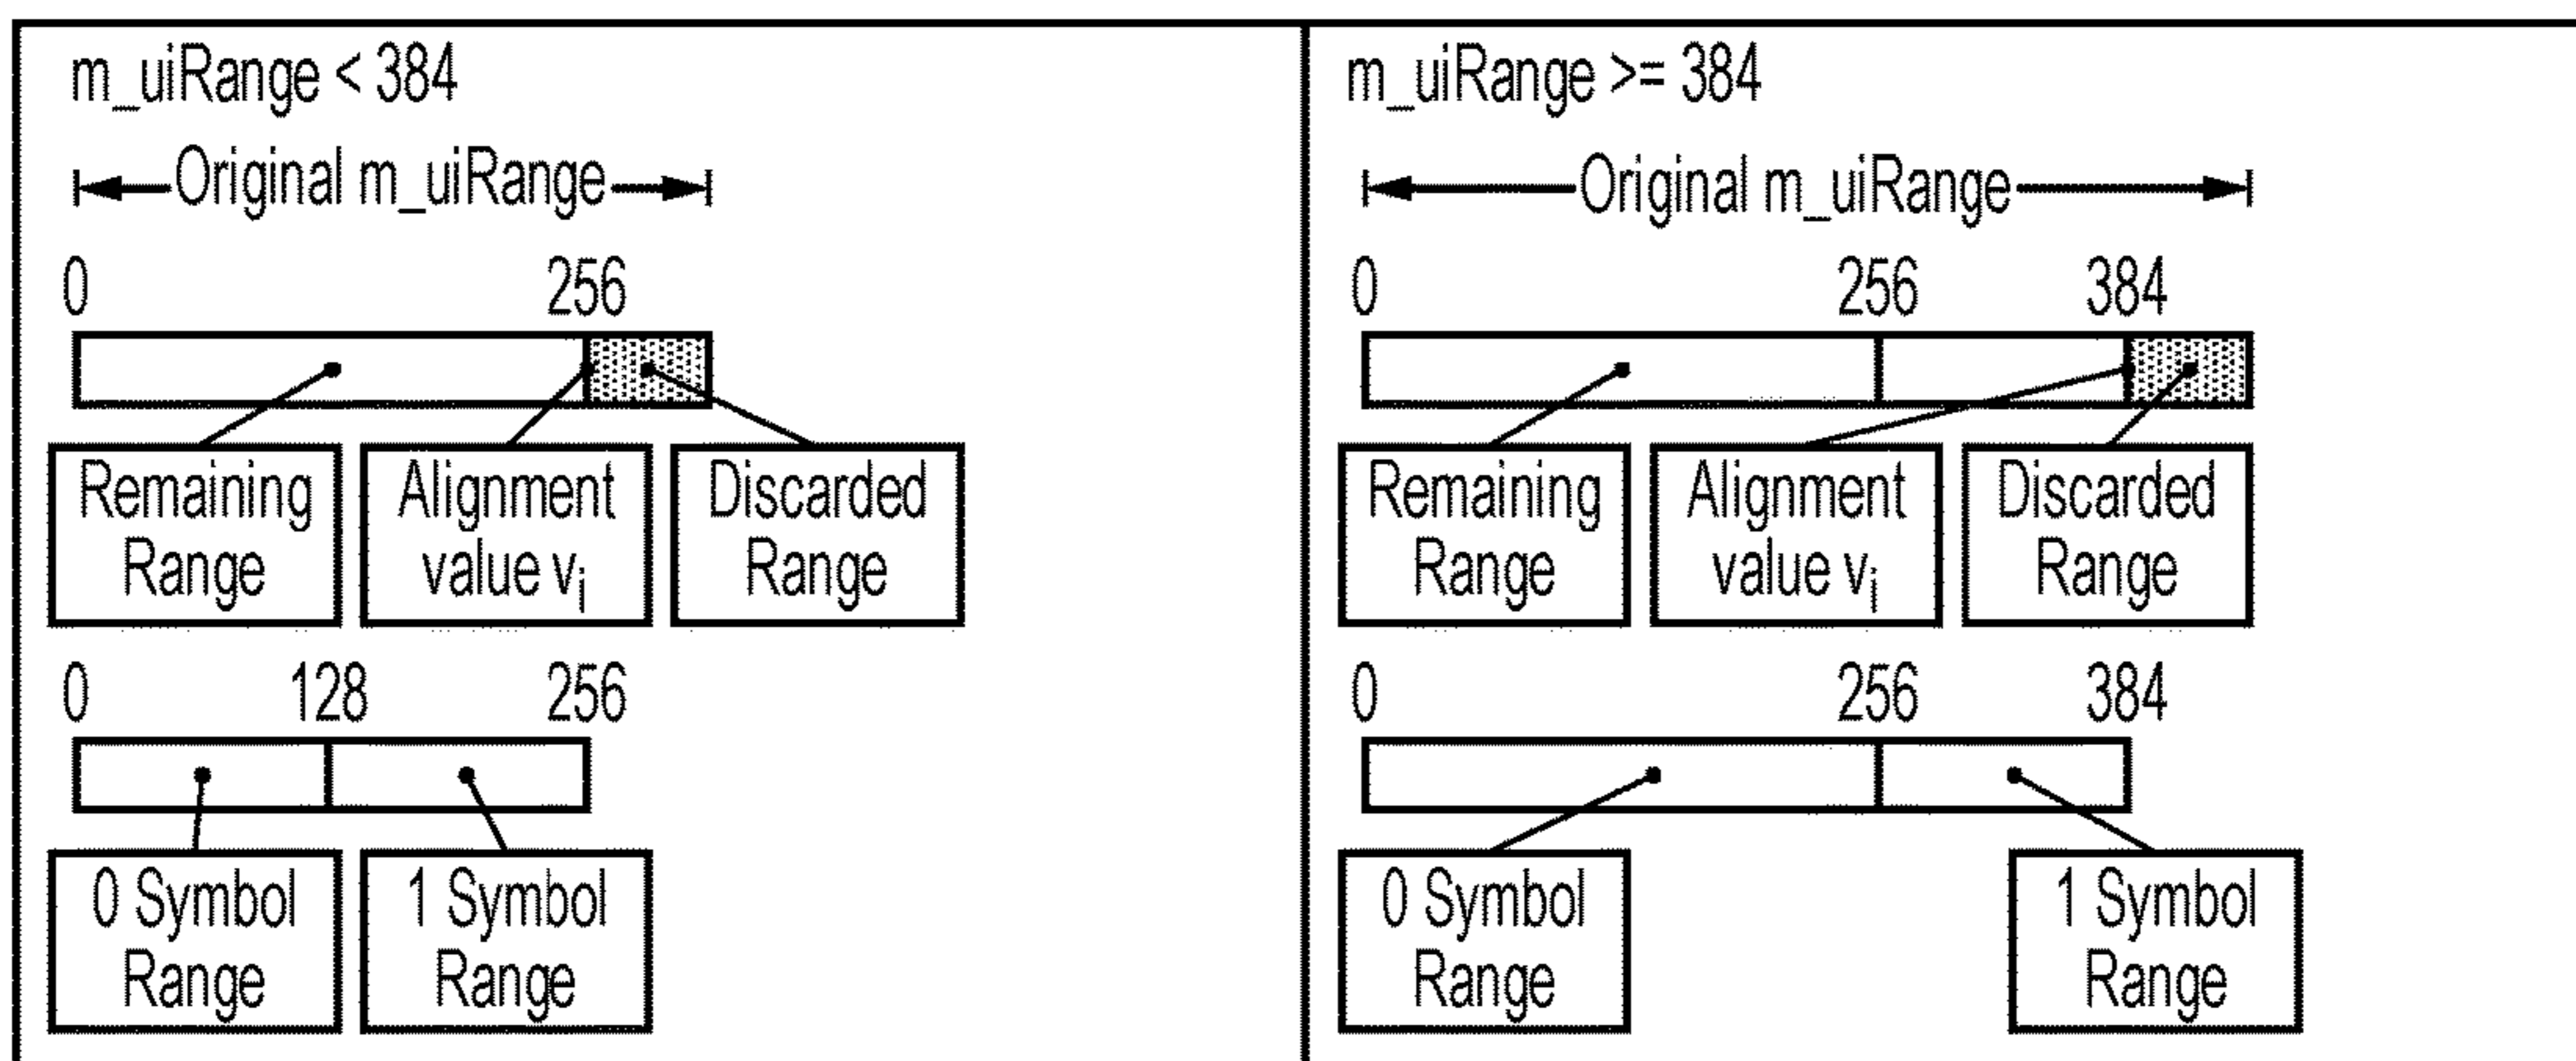 m_uiRange < 384
Original m_uiRange
0 256
Remaining
Range
Alignment
value vi
Discarded
Range
0 128 256
0 Symbol
Range
1 Symbol
Range
m_uiRange >= 384
Original m_uiRange
0 256 384
Remaining
Range
Alignment
value vi
Discarded
Range
0 256 384
0 Symbol
Range
1 Symbol
Range